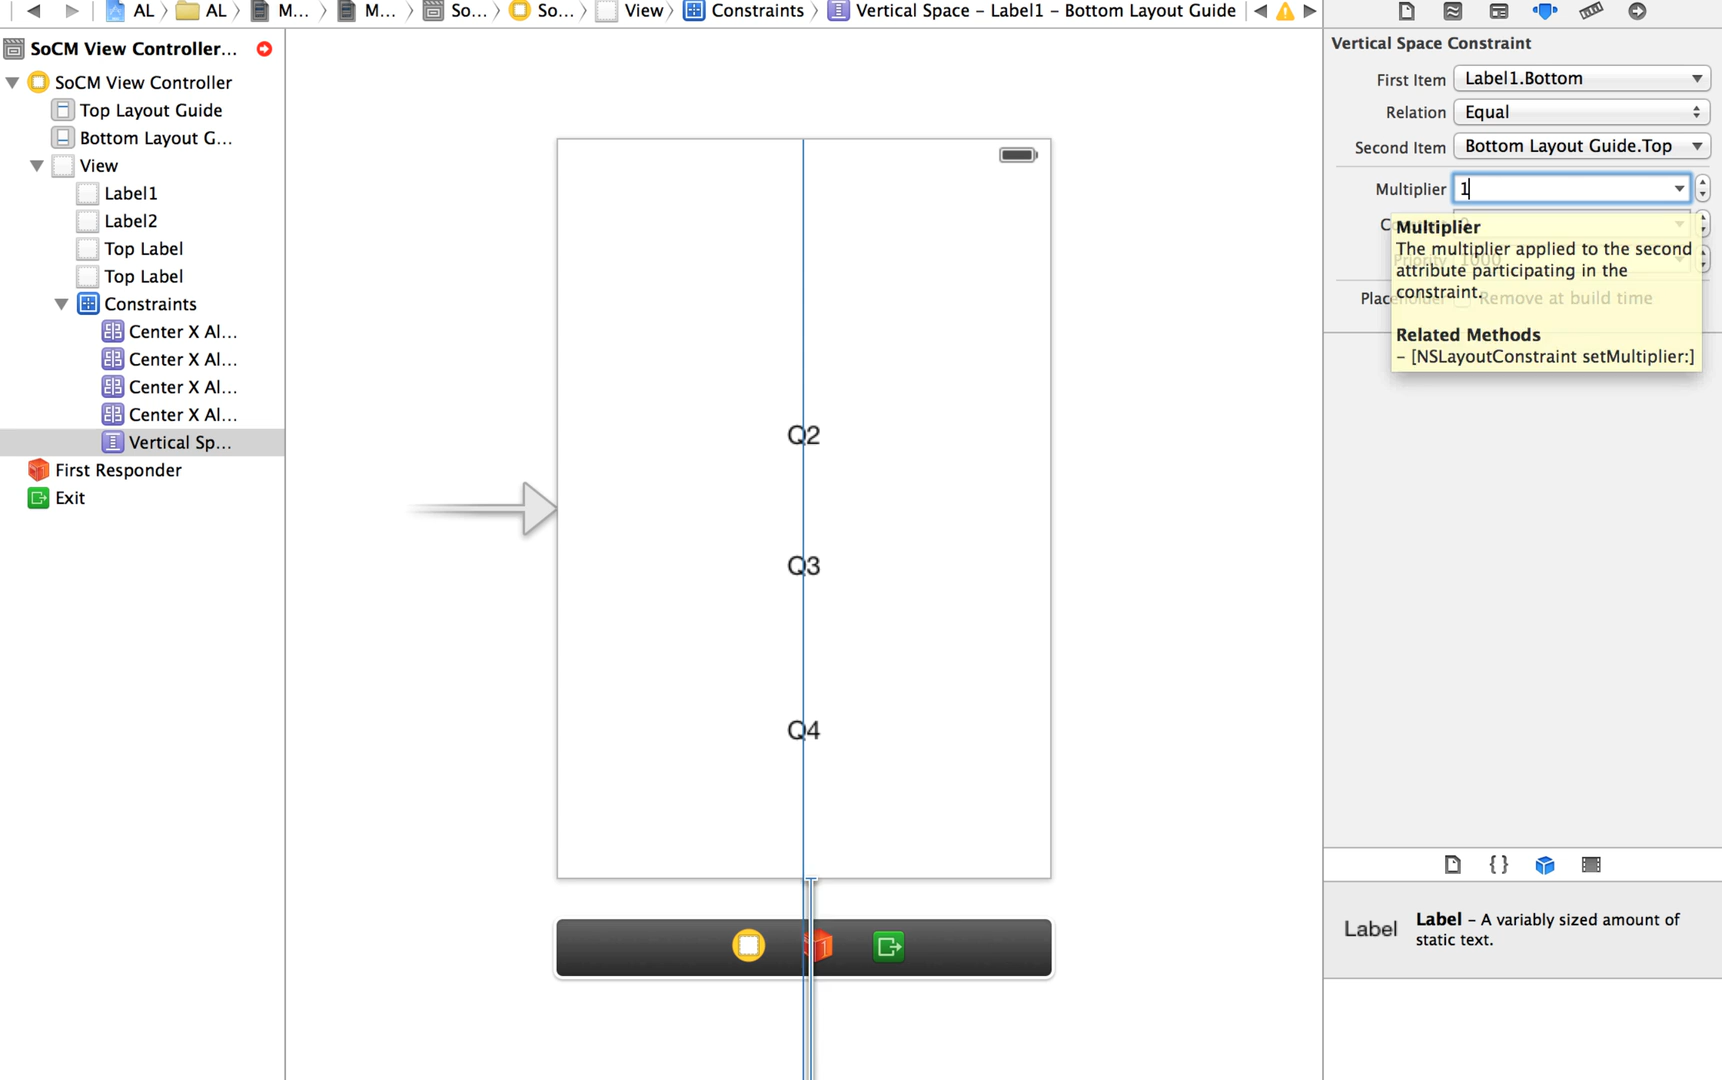 AL
AL
M...
M...
So...
So...
View
Constraints
Vertical Space – Label1 – Bottom Layout Guide
SoCM View Controller...
SoCM View Controller
Top Layout Guide
Bottom Layout G...
View
Label1
Label2
Top Label
Top Label
Constraints
Center X Al...
Center X Al...
Center X Al...
Center X Al...
Vertical Sp...
First Responder
Exit
Q2
Q3
Q4
Vertical Space Constraint
First Item Label1.Bottom
Relation Equal
Second Item Bottom Layout Guide.Top
Multiplier 1
Multiplier
The multiplier applied to the second
attribute participating in the
constraint.
Priority 1000
Remove at build time
Related Methods
– [NSLayoutConstraint setMultiplier:]
{ }
Label
Label – A variably sized amount of
static text.